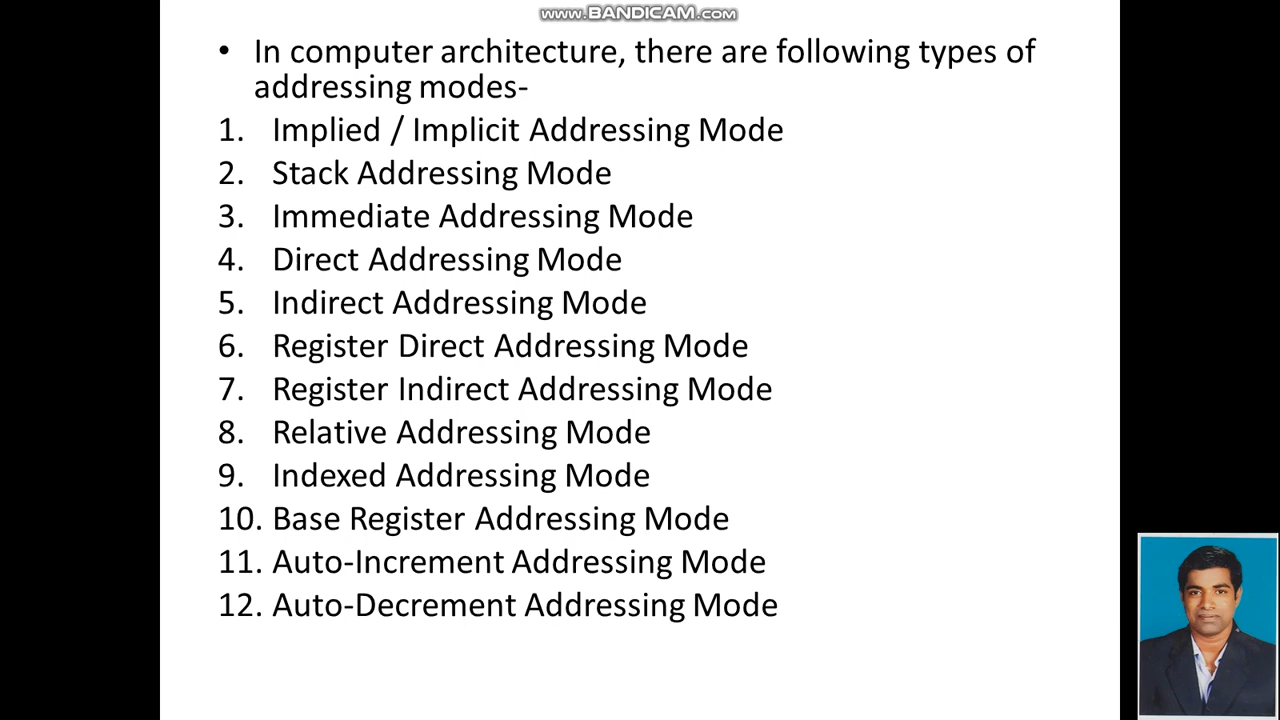 www.BANDICAM.com
• In computer architecture, there are following types of
addressing modes-
1. Implied / Implicit Addressing Mode
2. Stack Addressing Mode
3. Immediate Addressing Mode
4. Direct Addressing Mode
5. Indirect Addressing Mode
6. Register Direct Addressing Mode
7. Register Indirect Addressing Mode
8. Relative Addressing Mode
9. Indexed Addressing Mode
10. Base Register Addressing Mode
11. Auto-Increment Addressing Mode
12. Auto-Decrement Addressing Mode